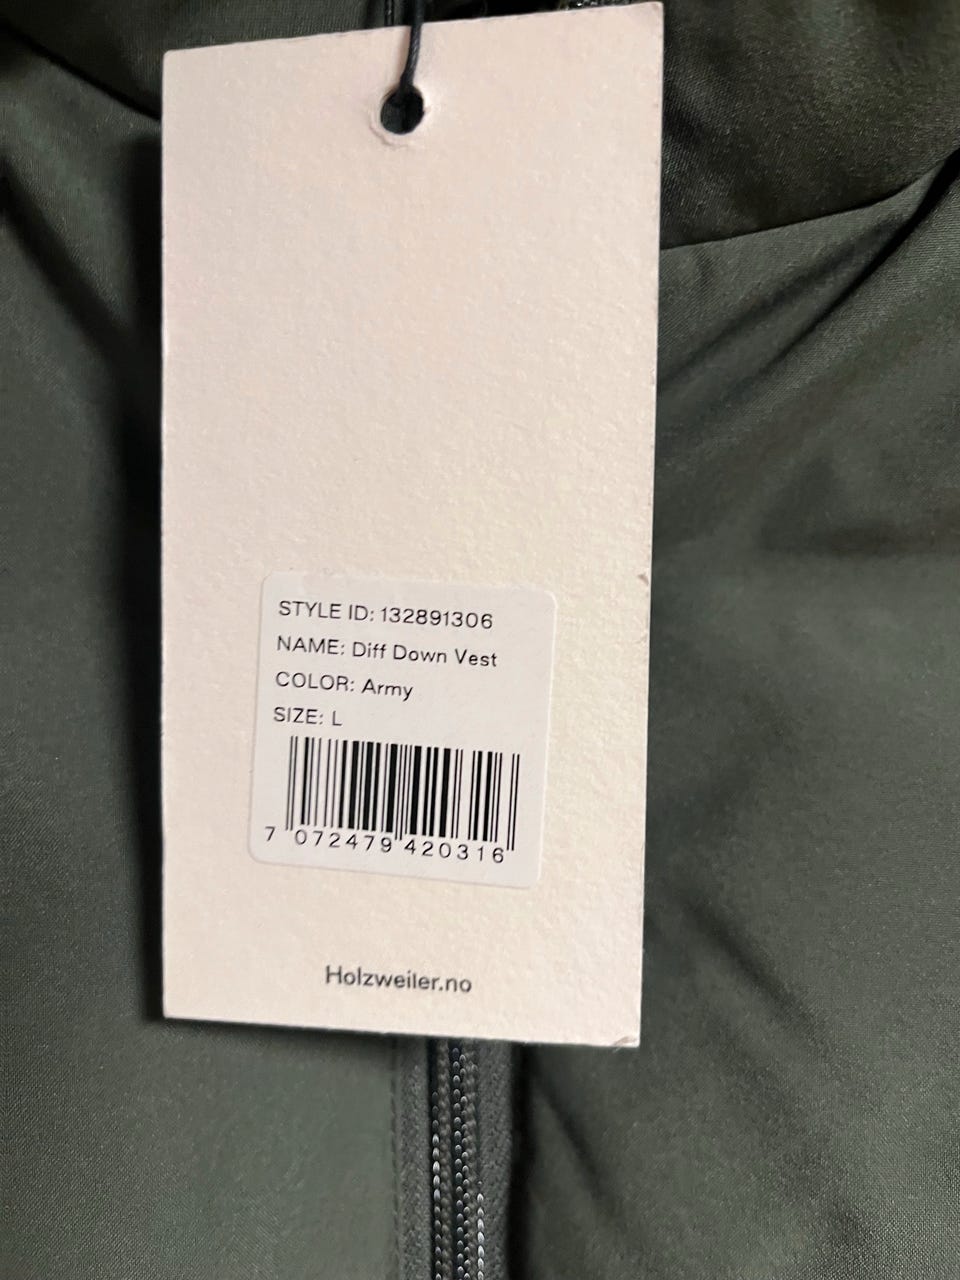 STYLE ID: 132891306
NAME: Diff Down Vest
COLOR: Army
SIZE: L
7 072479 420316
Holzweiler.no